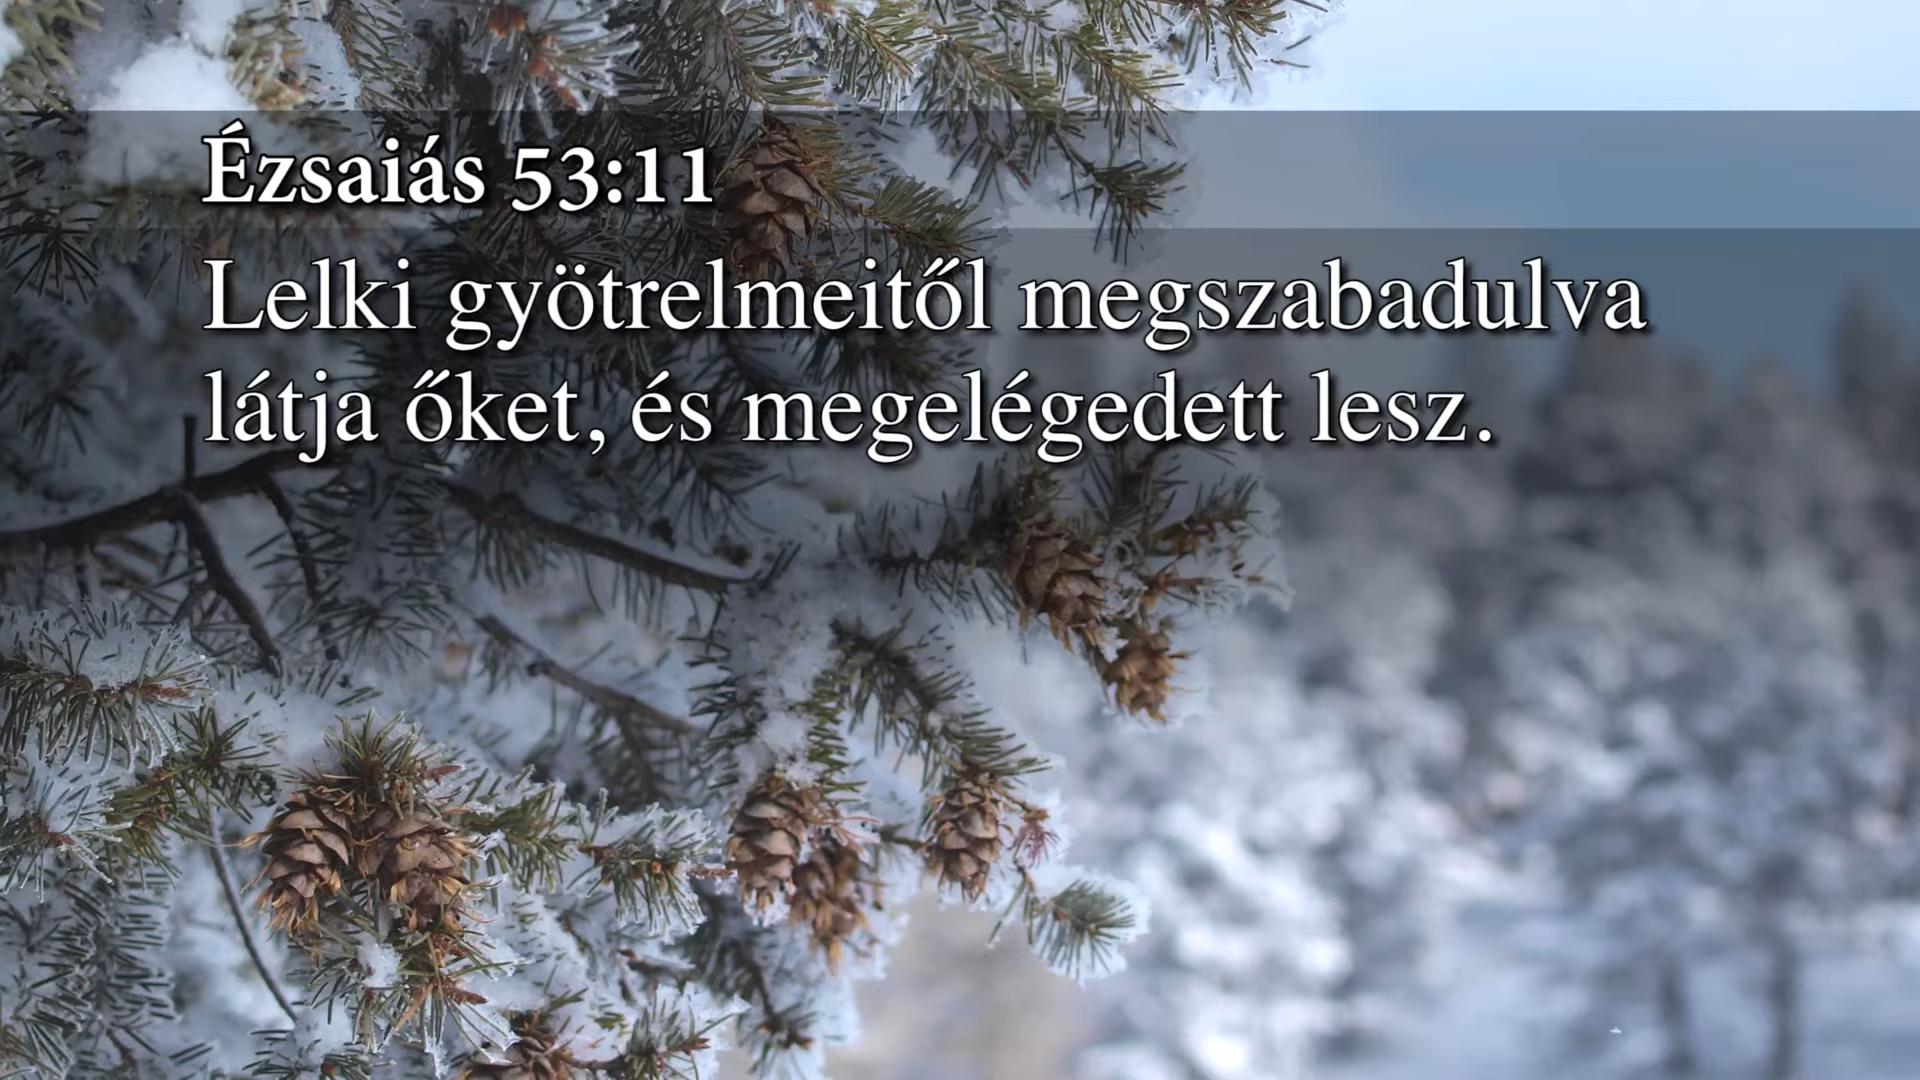 Ézsaiás 53:11
Lelki gyötrelmeitől megszabadulva
látja őket, és megelégedett lesz.